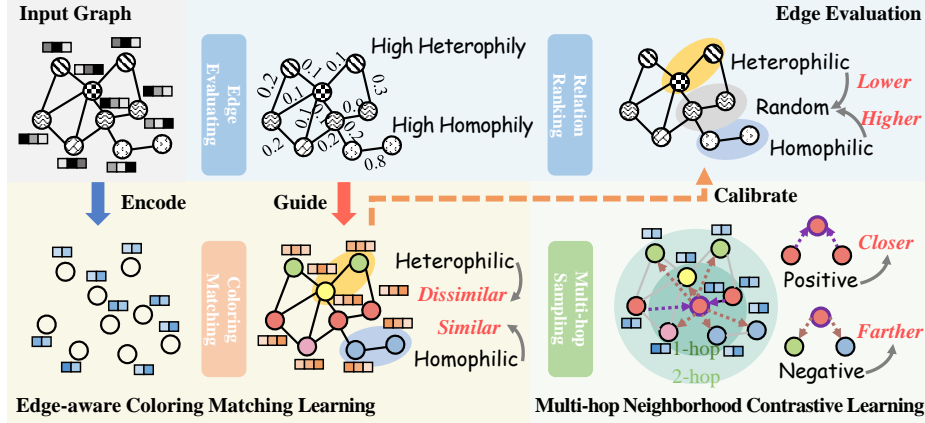 Input Graph
Edge Evaluation
Edge
Evaluating
High Heterophily
0.2
0.1
0.1
0.3
0.1
0.9
0.1
0.2
0.2
0.2
High Homophily
0.8
Relation
Ranking
Heterophilic
Lower
Random
Higher
Homophilic
Encode
Guide
Calibrate
Coloring
Matching
Heterophilic
Dissimilar
Similar
Homophilic
Multi-hop
Sampling
1-hop
2-hop
Closer
Positive
Farther
Negative
Edge-aware Coloring Matching Learning
Multi-hop Neighborhood Contrastive Learning